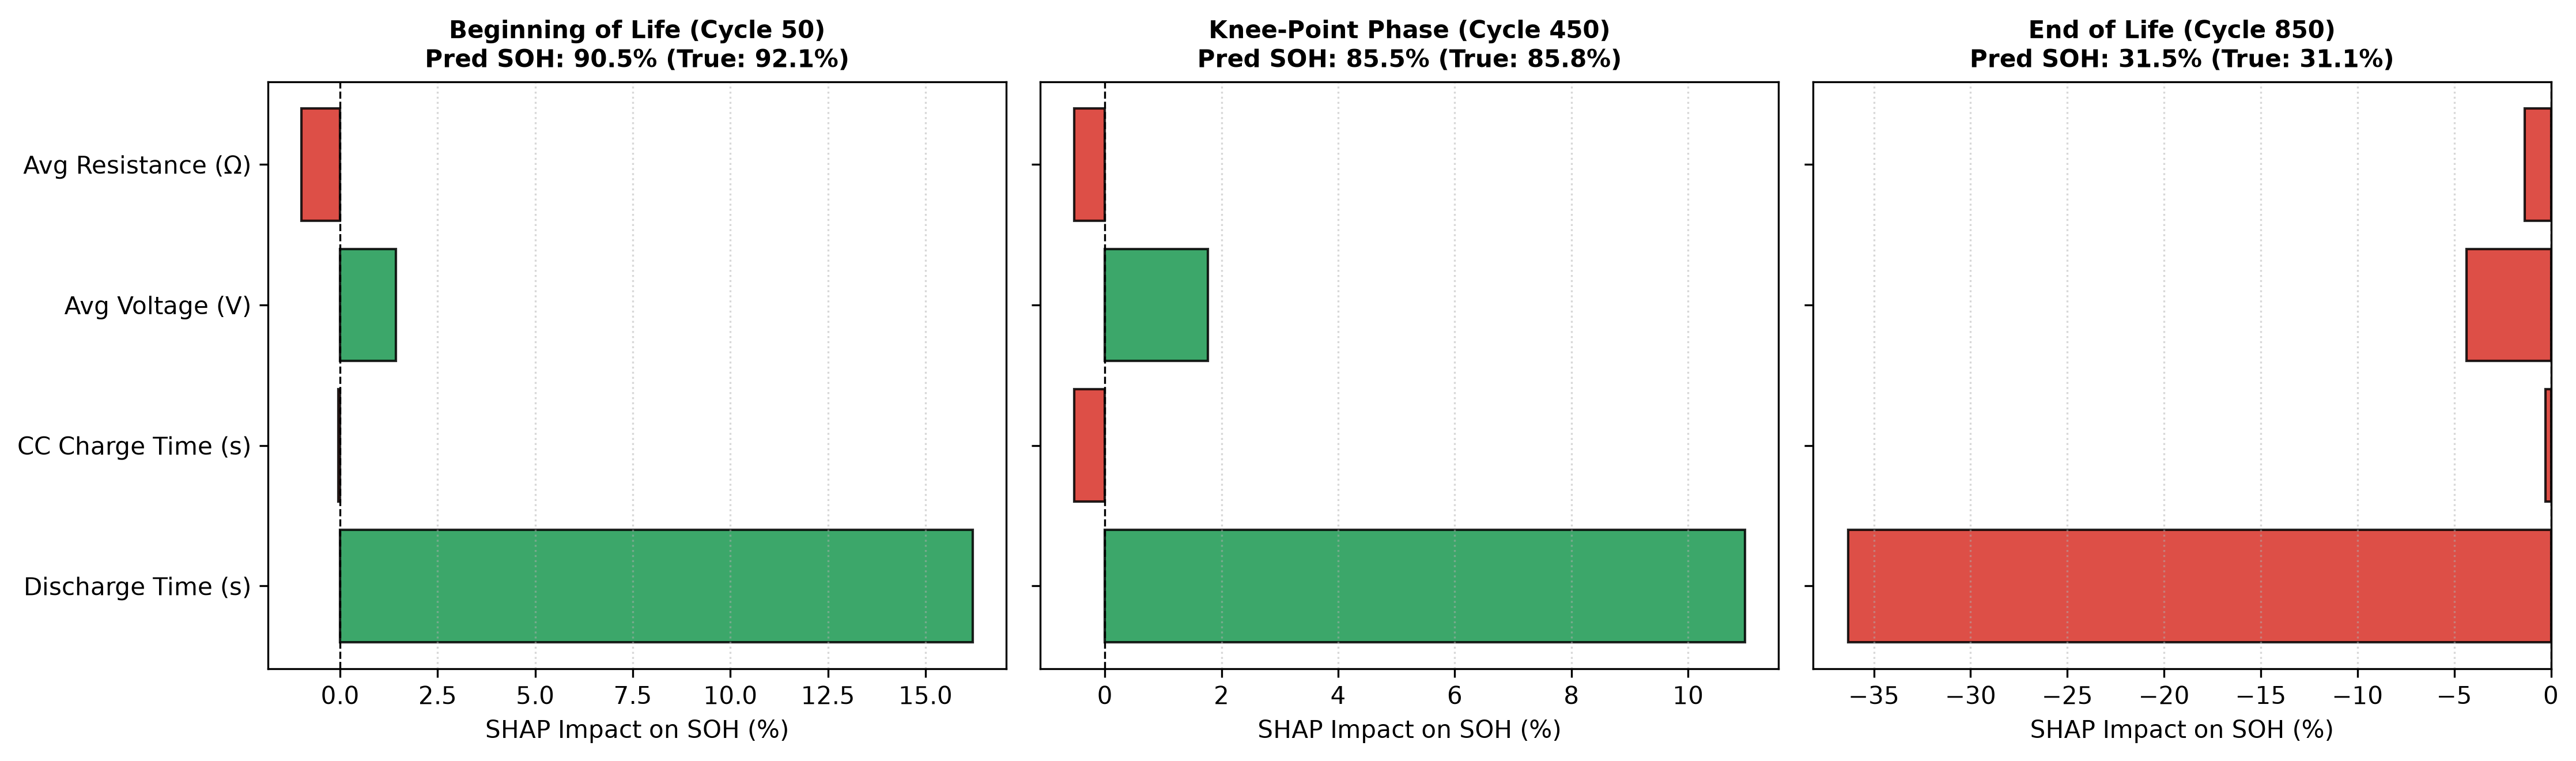 Beginning of Life (Cycle 50)
Pred SOH: 90.5% (True: 92.1%)
Knee-Point Phase (Cycle 450)
Pred SOH: 85.5% (True: 85.8%)
End of Life (Cycle 850)
Pred SOH: 31.5% (True: 31.1%)
Avg Resistance (Ω)
Avg Voltage (V)
CC Charge Time (s)
Discharge Time (s)
0.0 2.5 5.0 7.5 10.0 12.5 15.0
SHAP Impact on SOH (%)
0 2 4 6 8 10
SHAP Impact on SOH (%)
−35 −30 −25 −20 −15 −10 −5 0
SHAP Impact on SOH (%)